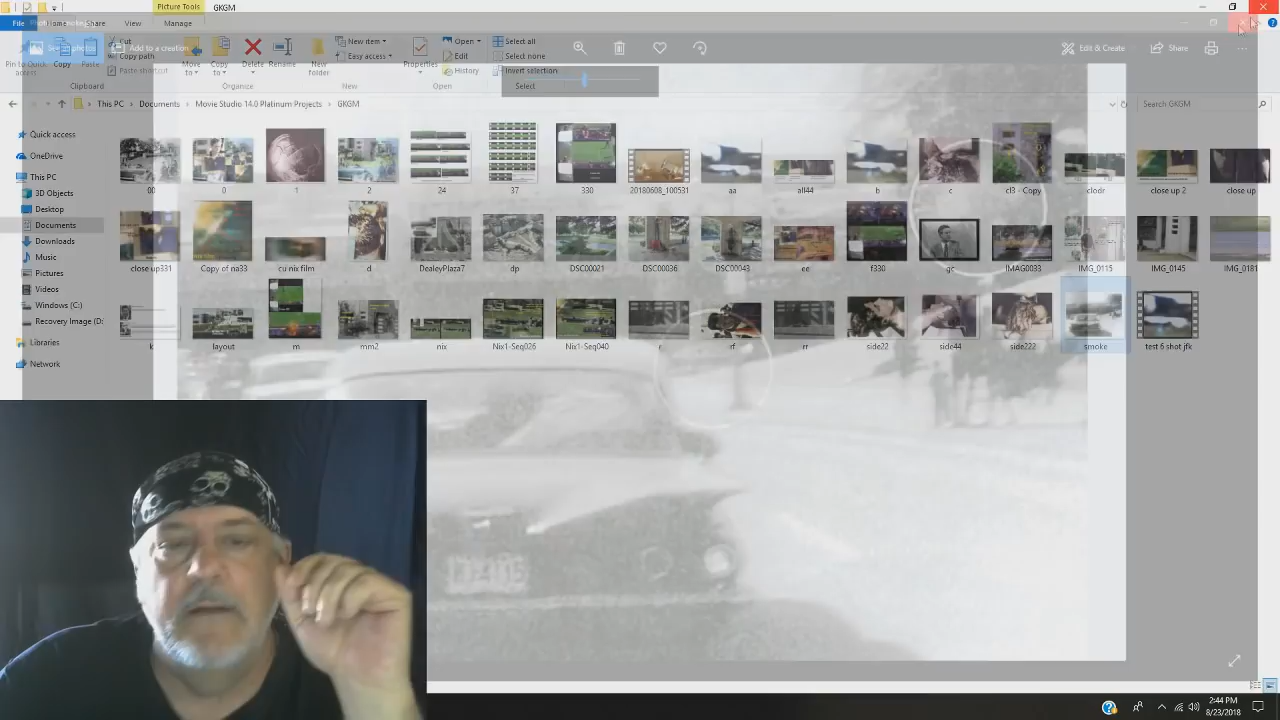 Picture Tools
GKGM
File Home Share View Manage
Cut
Copy path
Paste shortcut
Pin to Quick access
Copy
Paste
Clipboard
Add to a creation
Move to
Copy to
Delete
Rename
Organize
New folder
New item
Easy access
New
Properties
Open
Edit
History
Open
Select all
Select none
Invert selection
Select
Edit & Create
Share
This PC Documents Movie Studio 14.0 Platinum Projects GKGM
Search GKGM
Quick access
OneDrive
This PC
3D Objects
Desktop
Documents
Downloads
Music
Pictures
Videos
Windows (C:)
Recovery Image (D:
Libraries
Network
00 0 1 2 24 37 330 20180608_100531 aa all44 b c cl3 - Copy clodr close up 2 close up
close up331 Copy of na33 cu nix film d DealeyPlaza7 dp DSC00021 DSC00036 DSC00043 ee f330 gc IMAG0033 IMG_0115 IMG_0145 IMG_0181
k layout m mm2 nix Nix1-Seq026 Nix1-Seq040 r rf rr side22 side44 side222 smoke test 6 shot jfk
2:44 PM
8/23/2018